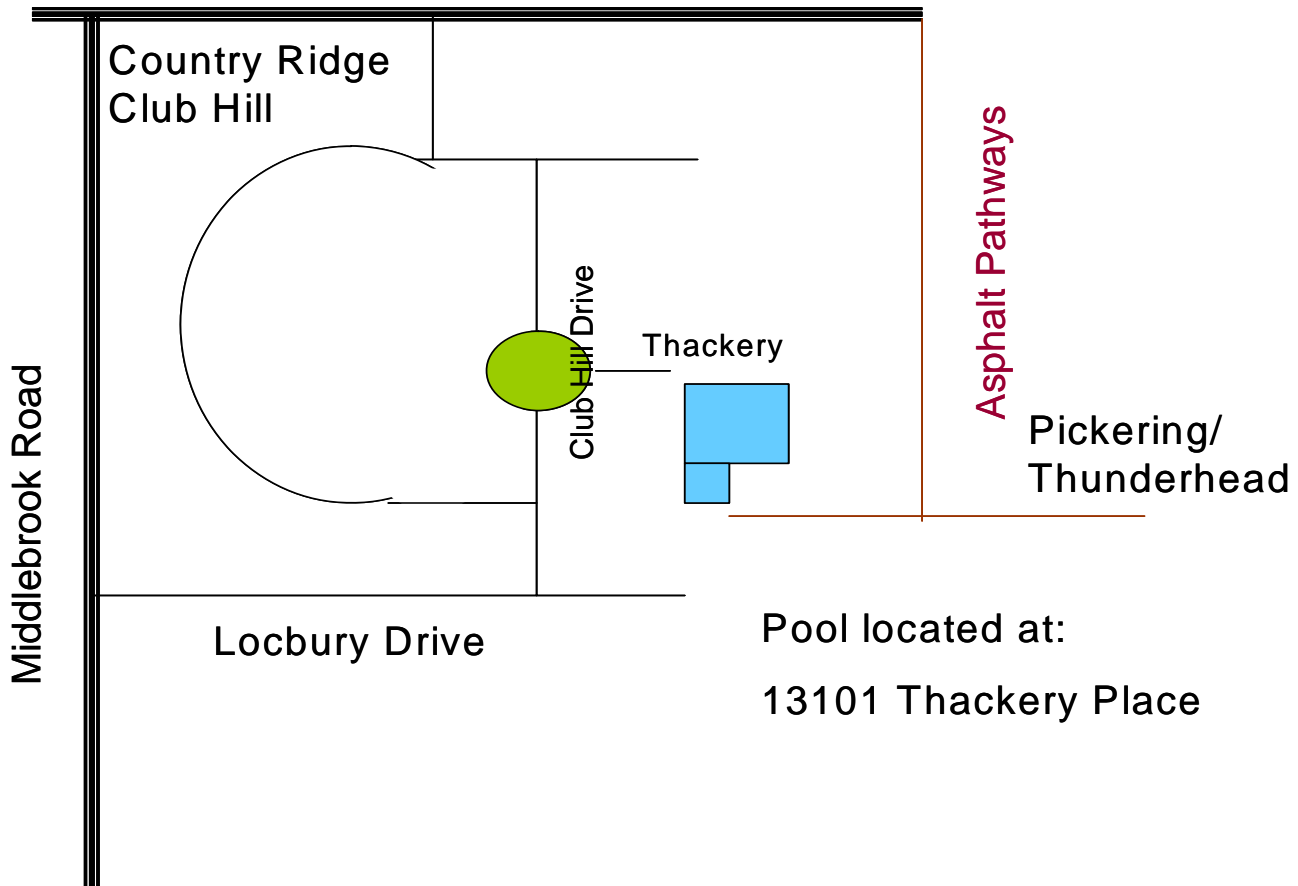 Country Ridge
Club Hill
Asphalt Pathways
Club Hill Drive
Thackery
Middlebrook Road
Pickering/
Thunderhead
Locbury Drive
Pool located at:
13101 Thackery Place